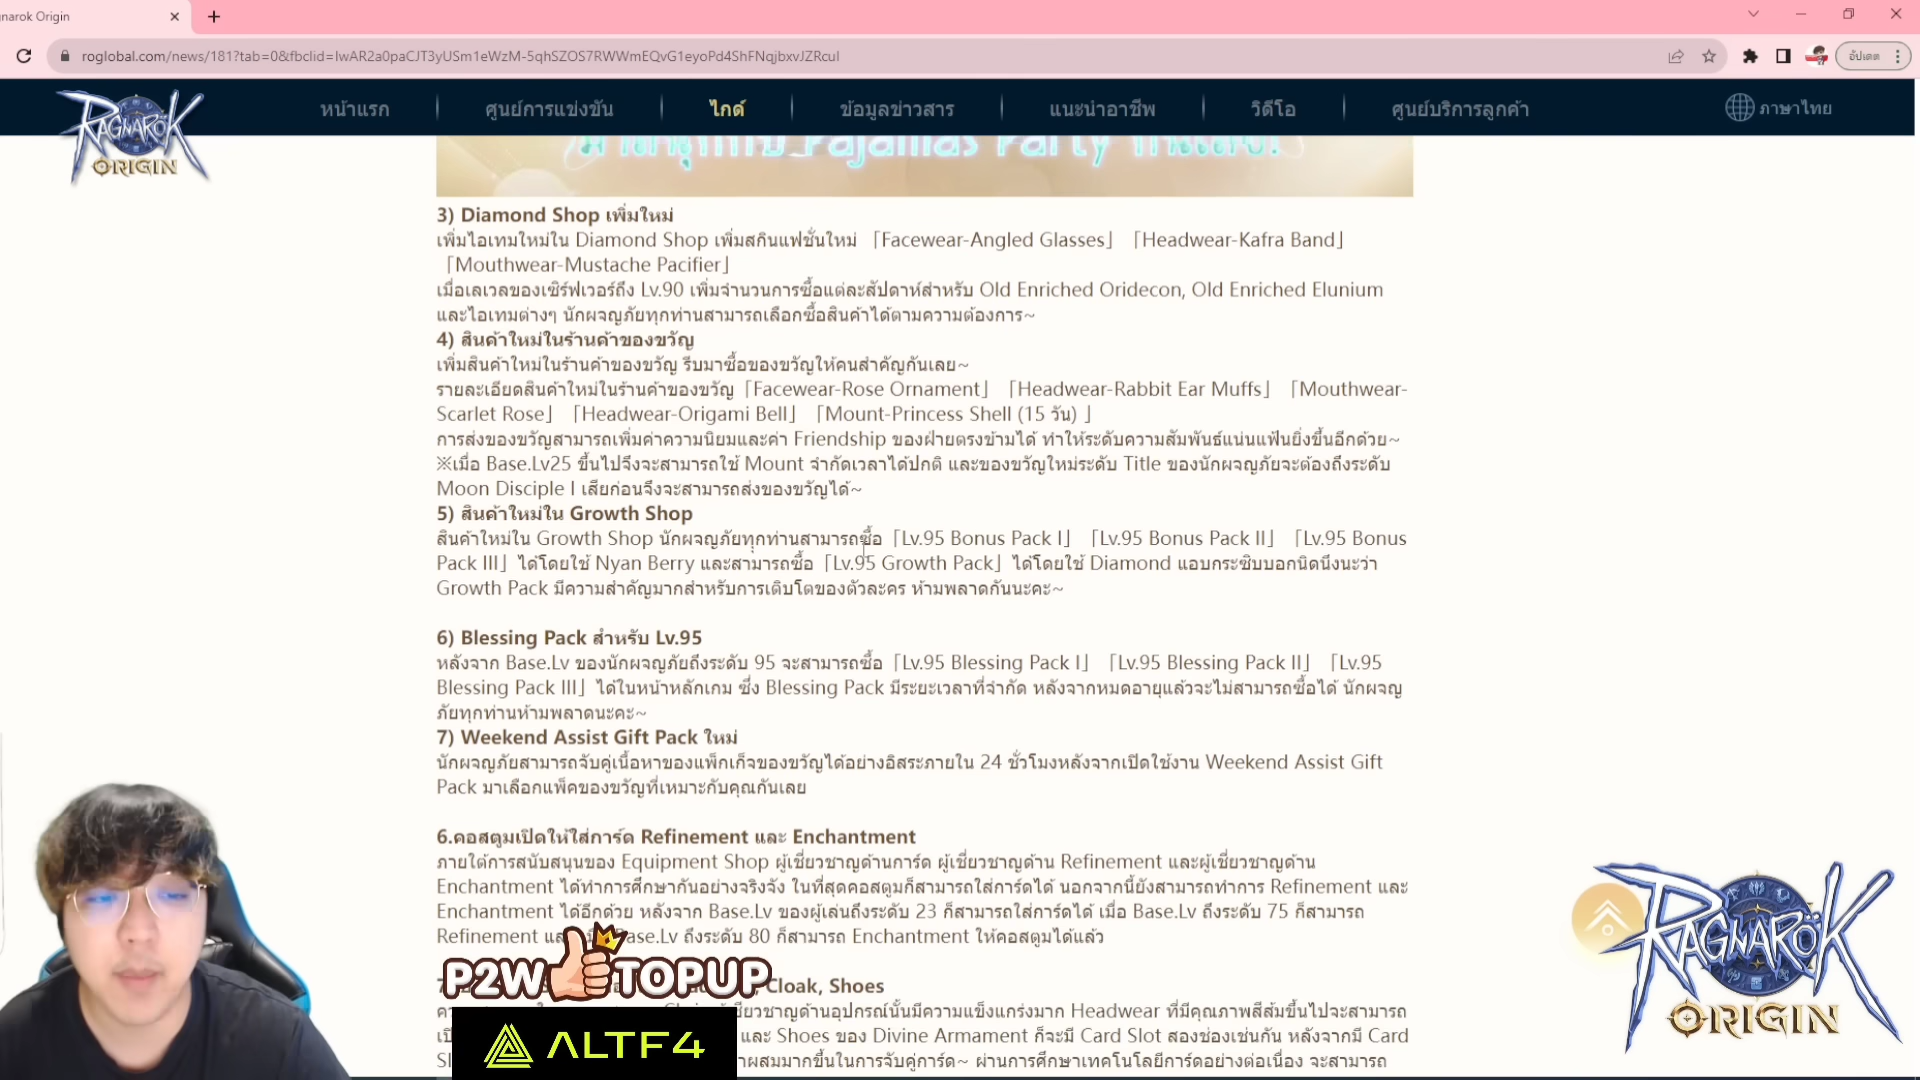 narok Origin
roglobal.com/news/181?tab=0&fbclid=IwAR2a0paCJT3yUSm1eWzM-5qhSZOS7RWWmEQvG1eyoPd4ShFNqjbxvJZRcuI
อัปเดต
RAGNAROK ORIGIN
หน้าแรก
ศูนย์การแข่งขัน
ไกด์
ข้อมูลข่าวสาร
แนะนำอาชีพ
วิดีโอ
ศูนย์บริการลูกค้า
ภาษาไทย
Pajamas Party
3) Diamond Shop เพิ่มใหม่
เพิ่มไอเทมใหม่ใน Diamond Shop เพิ่มสกินแฟชั่นใหม่ 「Facewear-Angled Glasses」 「Headwear-Kafra Band」
「Mouthwear-Mustache Pacifier」
เมื่อเลเวลของเซิร์ฟเวอร์ถึง Lv.90 เพิ่มจำนวนการซื้อแต่ละสัปดาห์สำหรับ Old Enriched Oridecon, Old Enriched Elunium
และไอเทมต่างๆ นักผจญภัยทุกท่านสามารถเลือกซื้อสินค้าได้ตามความต้องการ~
4) สินค้าใหม่ในร้านค้าของขวัญ
เพิ่มสินค้าใหม่ในร้านค้าของขวัญ รีบมาซื้อของขวัญให้คนสำคัญกันเลย~
รายละเอียดสินค้าใหม่ในร้านค้าของขวัญ「Facewear-Rose Ornament」 「Headwear-Rabbit Ear Muffs」 「Mouthwear-
Scarlet Rose」 「Headwear-Origami Bell」 「Mount-Princess Shell (15 วัน) 」
การส่งของขวัญสามารถเพิ่มค่าความนิยมและค่า Friendship ของฝ่ายตรงข้ามได้ ทำให้ระดับความสัมพันธ์แน่นแฟ้นยิ่งขึ้นอีกด้วย~
※เมื่อ Base.Lv25 ขึ้นไปจึงจะสามารถใช้ Mount จำกัดเวลาได้ปกติ และของขวัญใหม่ระดับ Title ของนักผจญภัยจะต้องถึงระดับ
Moon Disciple I เสียก่อนจึงจะสามารถส่งของขวัญได้~
5) สินค้าใหม่ใน Growth Shop
สินค้าใหม่ใน Growth Shop นักผจญภัยทุกท่านสามารถซื้อ「Lv.95 Bonus Pack I」 「Lv.95 Bonus Pack II」 「Lv.95 Bonus
Pack III」 ได้โดยใช้ Nyan Berry และสามารถซื้อ「Lv.95 Growth Pack」 ได้โดยใช้ Diamond แอบกระซิบบอกนิดนึงนะว่า
Growth Pack มีความสำคัญมากสำหรับการเติบโตของตัวละคร ห้ามพลาดกันนะคะ~
6) Blessing Pack สำหรับ Lv.95
หลังจาก Base.Lv ของนักผจญภัยถึงระดับ 95 จะสามารถซื้อ「Lv.95 Blessing Pack I」 「Lv.95 Blessing Pack II」 「Lv.95
Blessing Pack III」 ได้ในหน้าหลักเกม ซึ่ง Blessing Pack มีระยะเวลาที่จำกัด หลังจากหมดอายุแล้วจะไม่สามารถซื้อได้ นักผจญ
ภัยทุกท่านห้ามพลาดนะคะ~
7) Weekend Assist Gift Pack ใหม่
นักผจญภัยสามารถจับคู่เนื้อหาของแพ็กเก็จของขวัญได้อย่างอิสระภายใน 24 ชั่วโมงหลังจากเปิดใช้งาน Weekend Assist Gift
Pack มาเลือกแพ็คของขวัญที่เหมาะกับคุณกันเลย
6.คอสตูมเปิดให้ใส่การ์ด Refinement และ Enchantment
ภายใต้การสนับสนุนของ Equipment Shop ผู้เชี่ยวชาญด้านการ์ด ผู้เชี่ยวชาญด้าน Refinement และผู้เชี่ยวชาญด้าน
Enchantment ได้ทำการศึกษากันอย่างจริงจัง ในที่สุดคอสตูมก็สามารถใส่การ์ดได้ นอกจากนี้ยังสามารถทำการ Refinement และ
Enchantment ได้อีกด้วย หลังจาก Base.Lv ของผู้เล่นถึงระดับ 23 ก็สามารถใส่การ์ดได้ เมื่อ Base.Lv ถึงระดับ 75 ก็สามารถ
Refinement Base.Lv ถึงระดับ 80 ก็สามารถ Enchantment ให้คอสตูมได้แล้ว
Cloak, Shoes
ชี่ยวชาญด้านอุปกรณ์นั้นมีความแข็งแกร่งมาก Headwear ที่มีคุณภาพสีส้มขึ้นไปจะสามารถ
และ Shoes ของ Divine Armament ก็จะมี Card Slot สองช่องเช่นกัน หลังจากมี Card
ผสมมากขึ้นในการจับคู่การ์ด~ ผ่านการศึกษาเทคโนโลยีการ์ดอย่างต่อเนื่อง จะสามารถ
P2W TOPUP
ALTF4
RAGNAROK ORIGIN